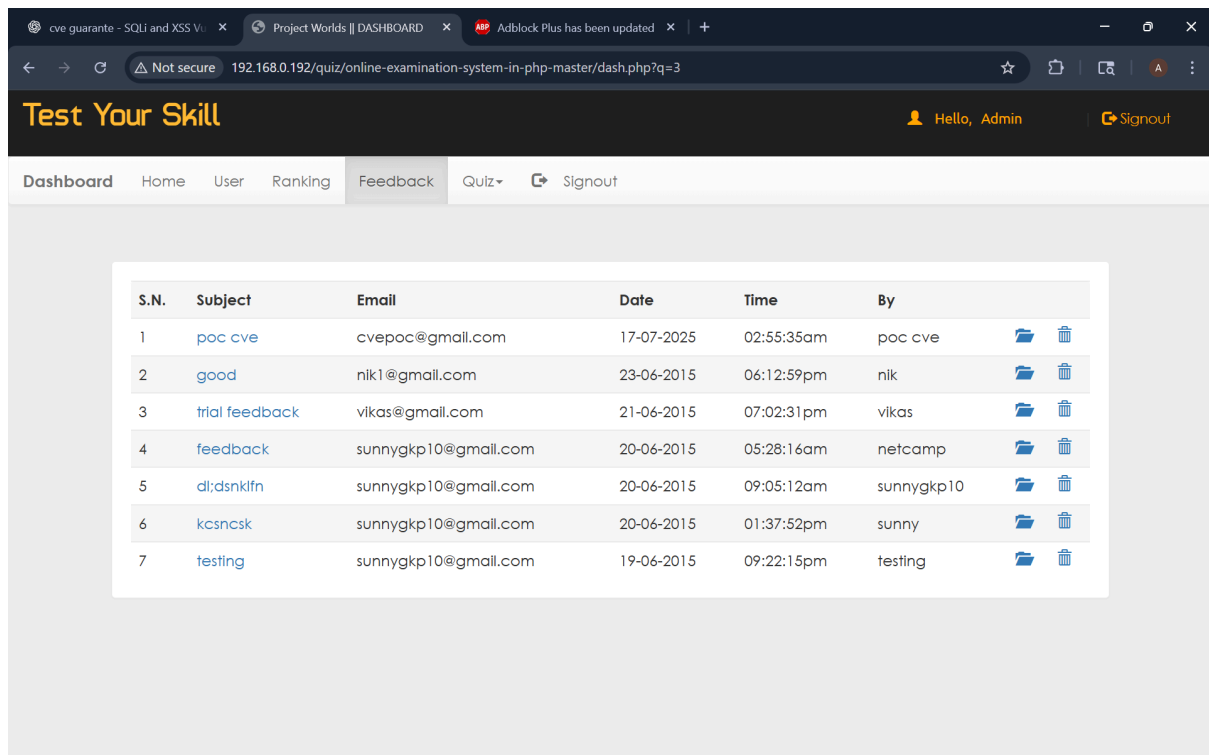 cve guarante - SQLi and XSS Vu
Project Worlds || DASHBOARD
ABP Adblock Plus has been updated
Not secure 192.168.0.192/quiz/online-examination-system-in-php-master/dash.php?q=3 A
Test Your Skill Hello, Admin Signout
Dashboard Home User Ranking Feedback Quiz Signout
S.N. Subject Email Date Time By
1 poc cve cvepoc@gmail.com 17-07-2025 02:55:35am poc cve
2 good nik1@gmail.com 23-06-2015 06:12:59pm nik
3 trial feedback vikas@gmail.com 21-06-2015 07:02:31pm vikas
4 feedback sunnygkp10@gmail.com 20-06-2015 05:28:16am netcamp
5 dl;dsnklfn sunnygkp10@gmail.com 20-06-2015 09:05:12am sunnygkp10
6 kcsncsk sunnygkp10@gmail.com 20-06-2015 01:37:52pm sunny
7 testing sunnygkp10@gmail.com 19-06-2015 09:22:15pm testing